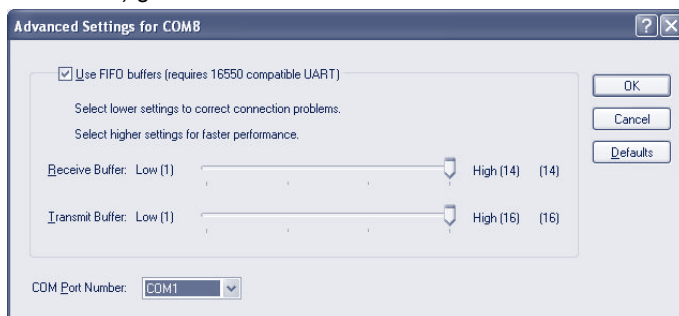 Advanced Settings for COM8
Use FIFO buffers (requires 16550 compatible UART)
OK
Select lower settings to correct connection problems.
Cancel
Select higher settings for faster performance.
Defaults
Receive Buffer: Low (1) High (14) (14)
Transmit Buffer: Low (1) High (16) (16)
COM Port Number: COM1